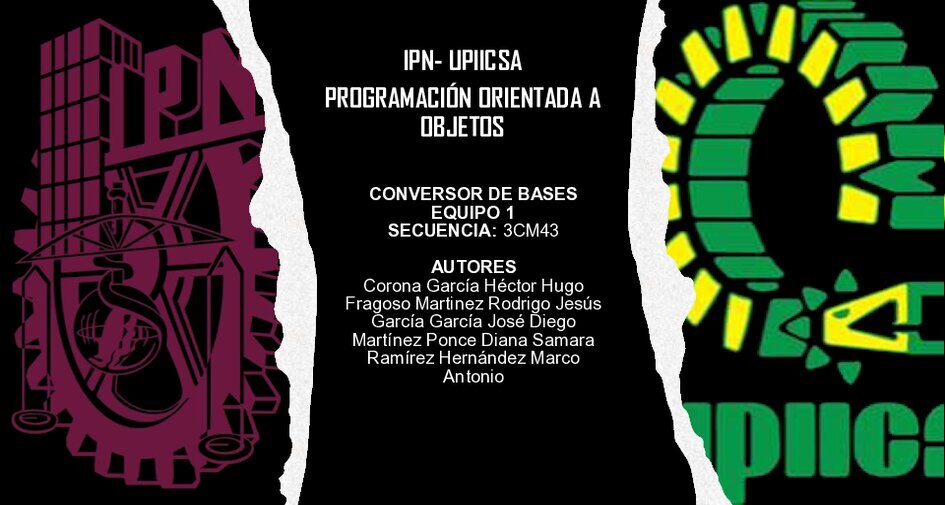 IPN
IPN- UPIICSA
PROGRAMACIÓN ORIENTADA A
OBJETOS
CONVERSOR DE BASES
EQUIPO 1
SECUENCIA: 3CM43
AUTORES
Corona García Héctor Hugo
Fragoso Martinez Rodrigo Jesús
García García José Diego
Martínez Ponce Diana Samara
Ramírez Hernández Marco
Antonio
upiics